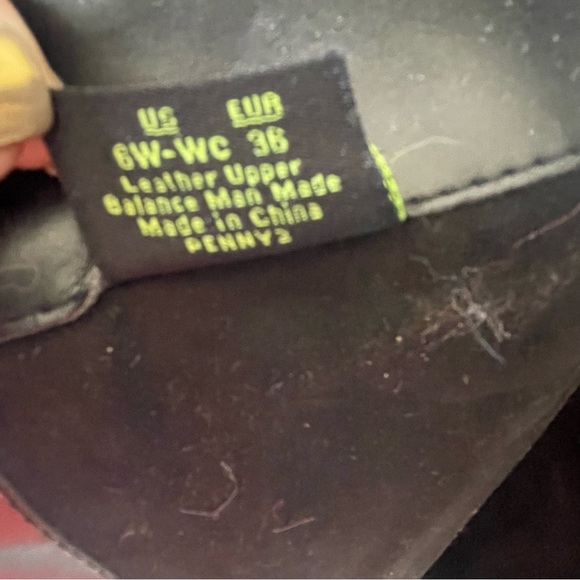 US EUR
6W-WC 36
Leather Upper
Balance Man Made
Made in China
PENNY2